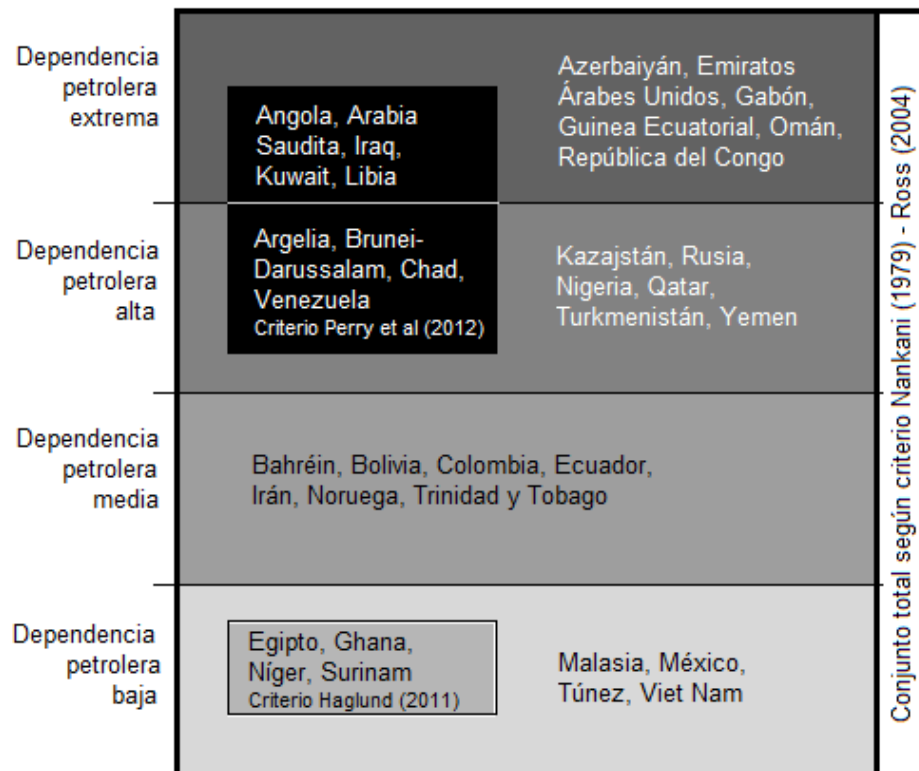 Dependencia
petrolera
extrema
Angola, Arabia
Saudita, Iraq,
Kuwait, Libia
Azerbaiyán, Emiratos
Árabes Unidos, Gabón,
Guinea Ecuatorial, Omán,
República del Congo
Dependencia
petrolera
alta
Argelia, Brunei-
Darussalam, Chad,
Venezuela
Criterio Perry et al (2012)
Kazajstán, Rusia,
Nigeria, Qatar,
Turkmenistán, Yemen
Dependencia
petrolera
media
Bahréin, Bolivia, Colombia, Ecuador,
Irán, Noruega, Trinidad y Tobago
Dependencia
petrolera
baja
Egipto, Ghana,
Níger, Surinam
Criterio Haglund (2011)
Malasia, México,
Túnez, Viet Nam
Conjunto total según criterio Nankani (1979) - Ross (2004)